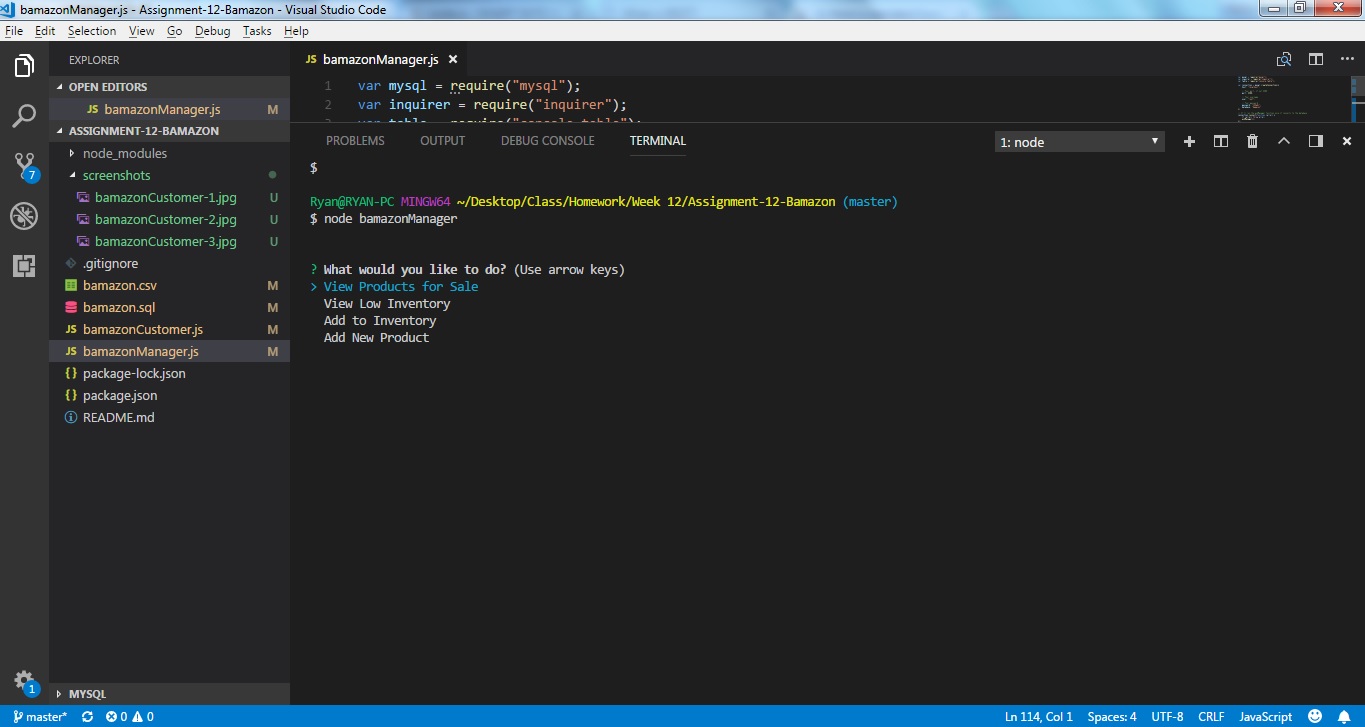 bamazonManager.js - Assignment-12-Bamazon - Visual Studio Code
File Edit Selection View Go Debug Tasks Help
EXPLORER
OPEN EDITORS
JS bamazonManager.js M
ASSIGNMENT-12-BAMAZON
node_modules
screenshots
bamazonCustomer-1.jpg U
bamazonCustomer-2.jpg U
bamazonCustomer-3.jpg U
.gitignore
bamazon.csv M
bamazon.sql M
JS bamazonCustomer.js M
JS bamazonManager.js M
{} package-lock.json
{} package.json
README.md
MYSQL
7
1
JS bamazonManager.js
1 var mysql = require("mysql");
2 var inquirer = require("inquirer");
3 var table = require("console.table");
PROBLEMS OUTPUT DEBUG CONSOLE TERMINAL 1: node
$
Ryan@RYAN-PC MINGW64 ~/Desktop/Class/Homework/Week 12/Assignment-12-Bamazon (master)
$ node bamazonManager
? What would you like to do? (Use arrow keys)
> View Products for Sale
View Low Inventory
Add to Inventory
Add New Product
master* 0 0 Ln 114, Col 1 Spaces: 4 UTF-8 CRLF JavaScript